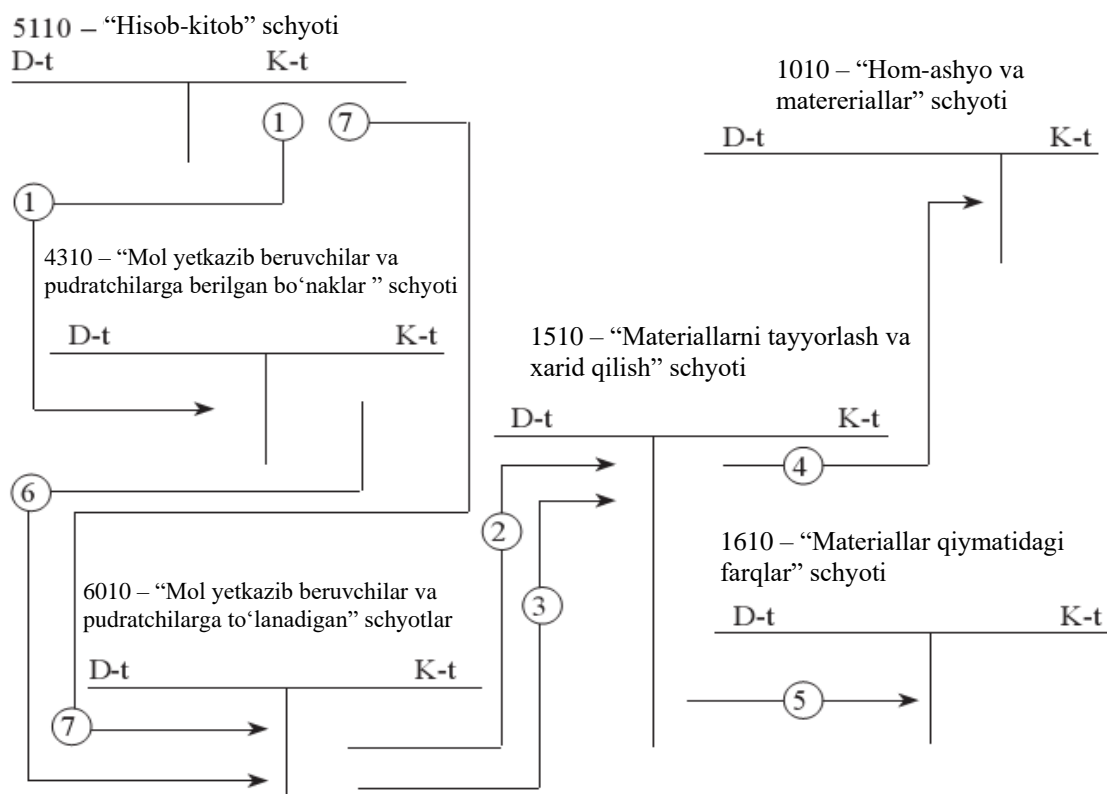 5110 – “Hisob-kitob” schyoti
D-t K-t
1 7
1
1010 – “Hom-ashyo va
matereriallar” schyoti
D-t K-t
4310 – “Mol yetkazib beruvchilar va
pudratchilarga berilgan bo‘naklar ” schyoti
D-t K-t
1510 – “Materiallarni tayyorlash va
xarid qilish” schyoti
D-t K-t
4
6
2
3
1610 – “Materiallar qiymatidagi
farqlar” schyoti
D-t K-t
5
6010 – “Mol yetkazib beruvchilar va
pudratchilarga to‘lanadigan” schyotlar
D-t K-t
7